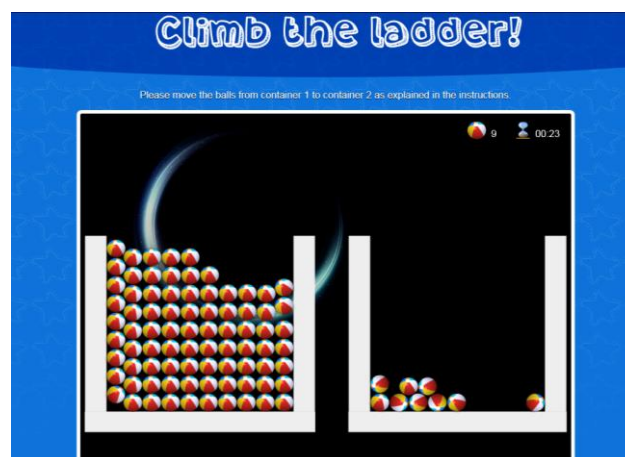 Climb the ladder!
Please move the balls from container 1 to container 2 as explained in the instructions.
9 00:23